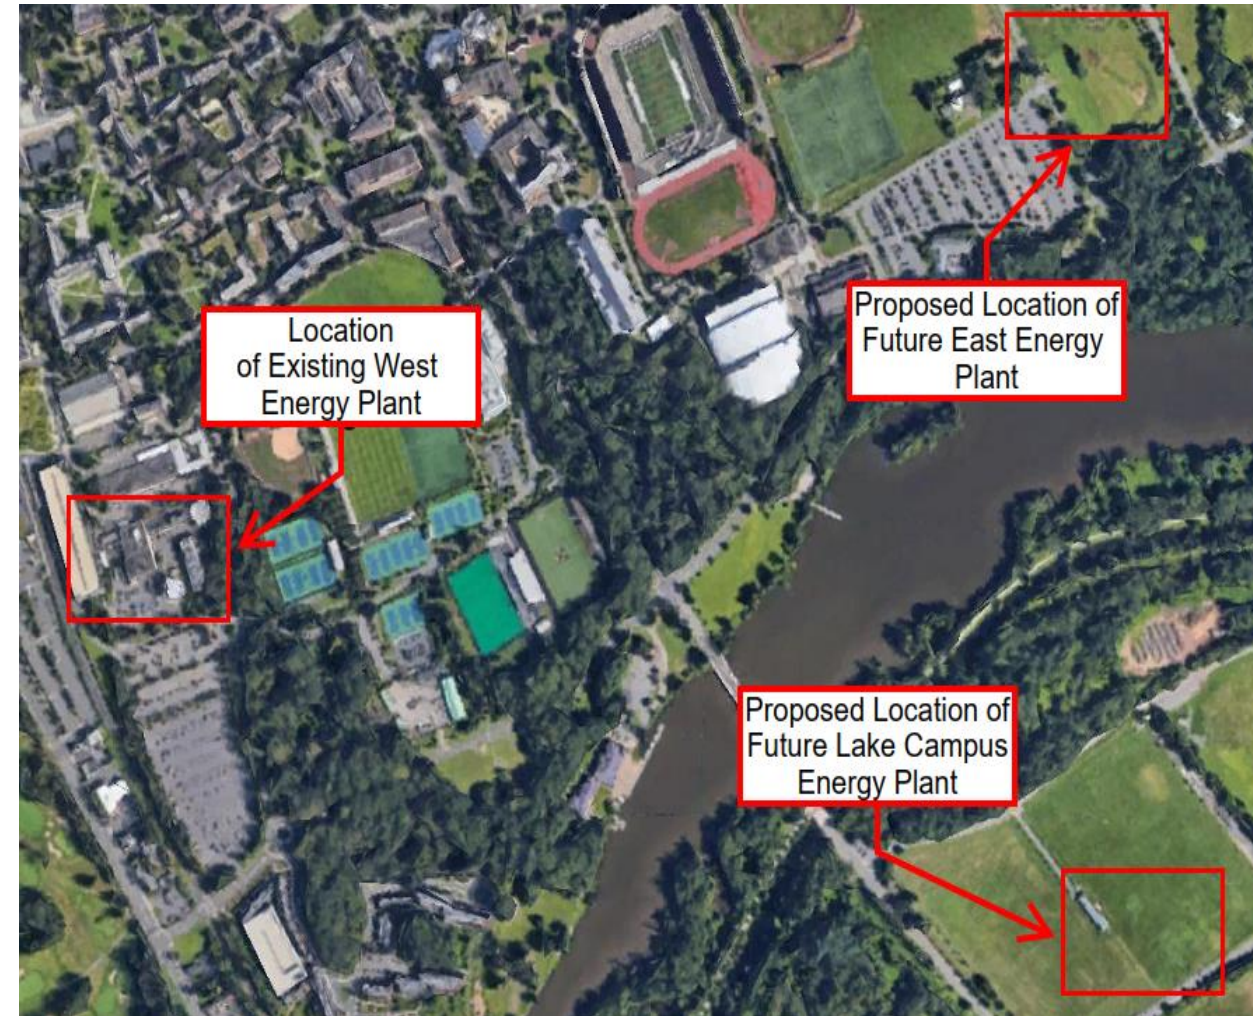 Location
of Existing West
Energy Plant
Proposed Location of
Future East Energy
Plant
Proposed Location of
Future Lake Campus
Energy Plant